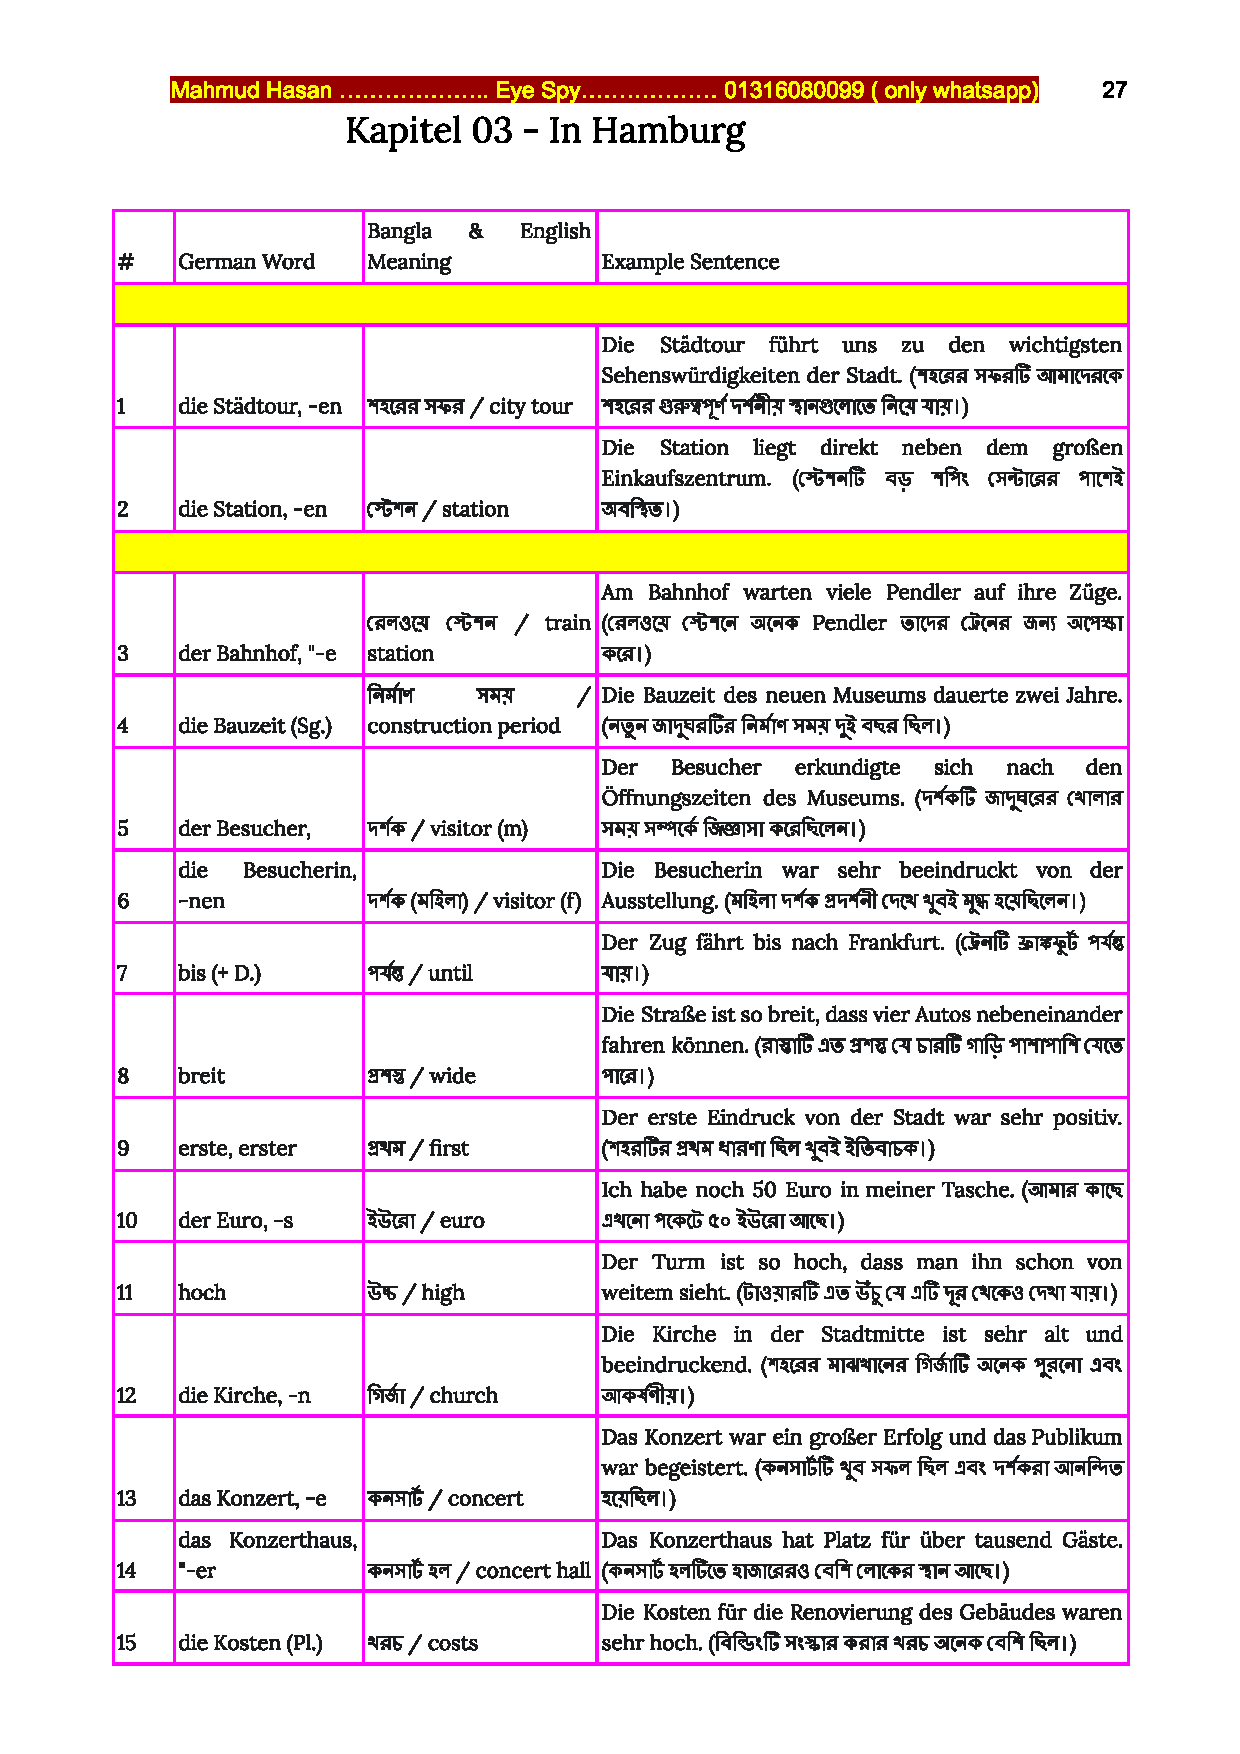 Mahmud Hasan ……………….. Eye Spy……………… 01316080099 ( only whatsapp) 27
Kapitel 03 - In Hamburg
Bangla & English
# German Word Meaning Example Sentence
Die Städtour führt uns zu den wichtigsten
Sehenswürdigkeiten der Stadt. (শহরের সফরটি আমাদেরকে
1 die Städtour, -en শহরের সফর / city tour শহরের গুরুত্বপূর্ণ দর্শনীয় স্থানগুলোতে নিয়ে যায়।)
Die Station liegt direkt neben dem großen
Einkaufszentrum. (স্টেশনটি বড় শপিং সেন্টারের পাশেই
2 die Station, -en স্টেশন / station অবস্থিত।)
Am Bahnhof warten viele Pendler auf ihre Züge.
রেলওয়ে স্টেশন / train (রেলওয়ে স্টেশনে অনেক Pendler তাদের ট্রেনের জন্য অপেক্ষা
3 der Bahnhof, "-e station করে।)
নির্মাণ সময় / Die Bauzeit des neuen Museums dauerte zwei Jahre.
4 die Bauzeit (Sg.) construction period (নতুন জাদুঘরটির নির্মাণ সময় দুই বছর ছিল।)
Der Besucher erkundigte sich nach den
Öffnungszeiten des Museums. (দর্শকটি জাদুঘরের খোলার
5 der Besucher, দর্শক / visitor (m) সময় সম্পর্কে জিজ্ঞাসা করেছিলেন।)
die Besucherin, Die Besucherin war sehr beeindruckt von der
6 -nen দর্শক (মহিলা) / visitor (f) Ausstellung. (মহিলা দর্শক প্রদর্শনী দেখে খুবই মুগ্ধ হয়েছিলেন।)
Der Zug fährt bis nach Frankfurt. (ট্রেনটি ফ্রাঙ্কফুর্ট পর্যন্ত
7 bis (+ D.) পর্যন্ত / until যায়।)
Die Straße ist so breit, dass vier Autos nebeneinander
fahren können. (রাস্তাটি এত প্রশস্ত যে চারটি গাড়ি পাশাপাশি যেতে
8 breit প্রশস্ত / wide পারে।)
Der erste Eindruck von der Stadt war sehr positiv.
9 erste, erster প্রথম / first (শহরটির প্রথম ধারণা ছিল খুবই ইতিবাচক।)
Ich habe noch 50 Euro in meiner Tasche. (আমার কাছে
10 der Euro, -s ইউরো / euro এখনো পকেটে ৫০ ইউরো আছে।)
Der Turm ist so hoch, dass man ihn schon von
11 hoch উচ্চ / high weitem sieht. (টাওয়ারটি এত উঁচু যে এটি দূর থেকেও দেখা যায়।)
Die Kirche in der Stadtmitte ist sehr alt und
beeindruckend. (শহরের মাঝখানের গির্জাটি অনেক পুরনো এবং
12 die Kirche, -n গির্জা / church আকর্ষণীয়।)
Das Konzert war ein großer Erfolg und das Publikum
war begeistert. (কনসার্টটি খুব সফল ছিল এবং দর্শকরা আনন্দিত
13 das Konzert, -e কনসার্ট / concert হয়েছিল।)
das Konzerthaus, Das Konzerthaus hat Platz für über tausend Gäste.
14 "-er কনসার্ট হল / concert hall (কনসার্ট হলটিতে হাজারেরও বেশি লোকের স্থান আছে।)
Die Kosten für die Renovierung des Gebäudes waren
15 die Kosten (Pl.) খরচ / costs sehr hoch. (বিল্ডিংটি সংস্কার করার খরচ অনেক বেশি ছিল।)